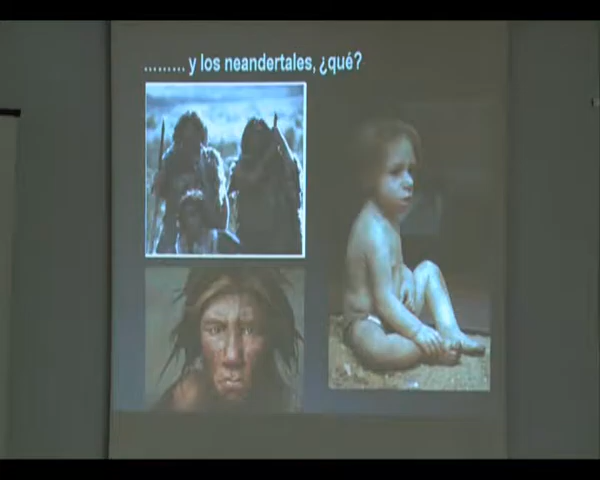 ......... y los neandertales, ¿qué?